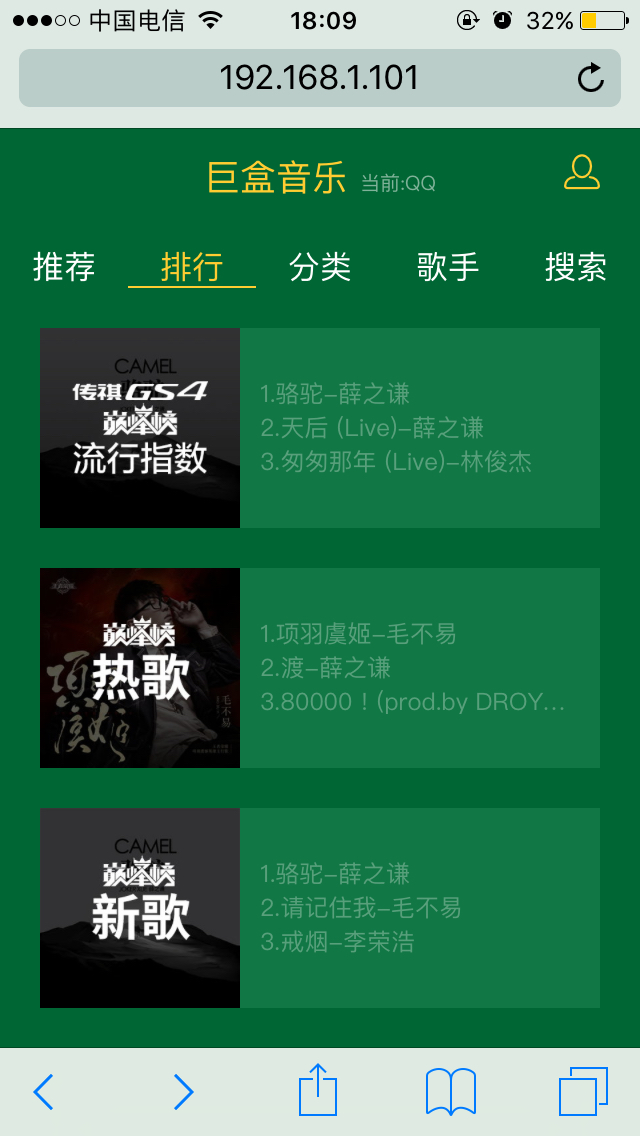 中国电信 18:09 32%
192.168.1.101
巨盒音乐 当前:QQ
推荐 排行 分类 歌手 搜索
CAMEL
传祺GS4
巅峰榜
流行指数
1.骆驼-薛之谦
2.天后 (Live)-薛之谦
3.匆匆那年 (Live)-林俊杰
巅峰榜
热歌
项羽虞姬
毛不易
1.项羽虞姬-毛不易
2.渡-薛之谦
3.80000！(prod.by DROY...
CAMEL
巅峰榜
新歌
1.骆驼-薛之谦
2.请记住我-毛不易
3.戒烟-李荣浩